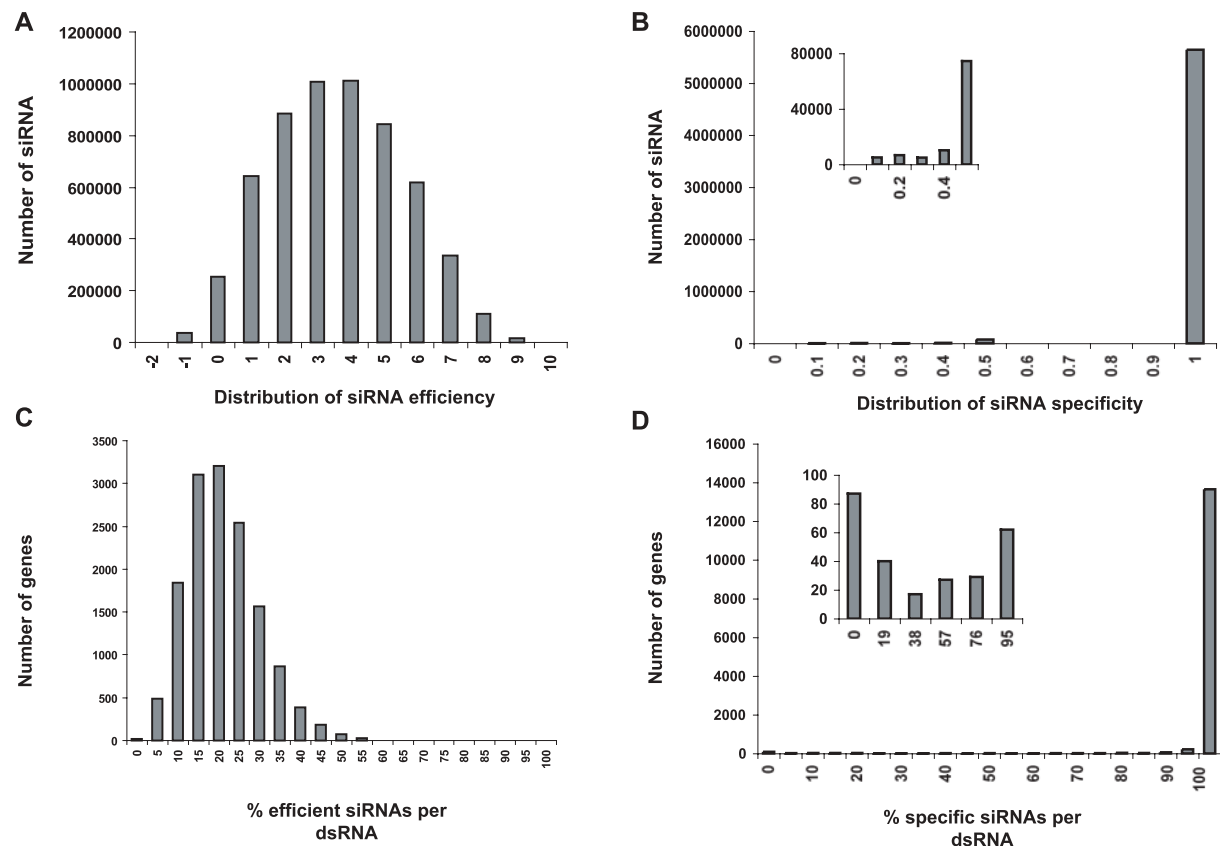 A
Number of siRNA
1200000
1000000
800000
600000
400000
200000
0
-2 -1 0 1 2 3 4 5 6 7 8 9 10
Distribution of siRNA efficiency
B
Number of siRNA
6000000
5000000
4000000
3000000
2000000
1000000
0
80000
40000
0
0 0.2 0.4
0 0.1 0.2 0.3 0.4 0.5 0.6 0.7 0.8 0.9 1
Distribution of siRNA specificity
C
Number of genes
3500
3000
2500
2000
1500
1000
500
0
0 5 10 15 20 25 30 35 40 45 50 55 60 65 70 75 80 85 90 95 100
% efficient siRNAs per
dsRNA
D
Number of genes
16000
14000
12000
10000
8000
6000
4000
2000
0
100
80
60
40
20
0
0 19 38 57 76 95
0 10 20 30 40 50 60 70 80 90 100
% specific siRNAs per
dsRNA